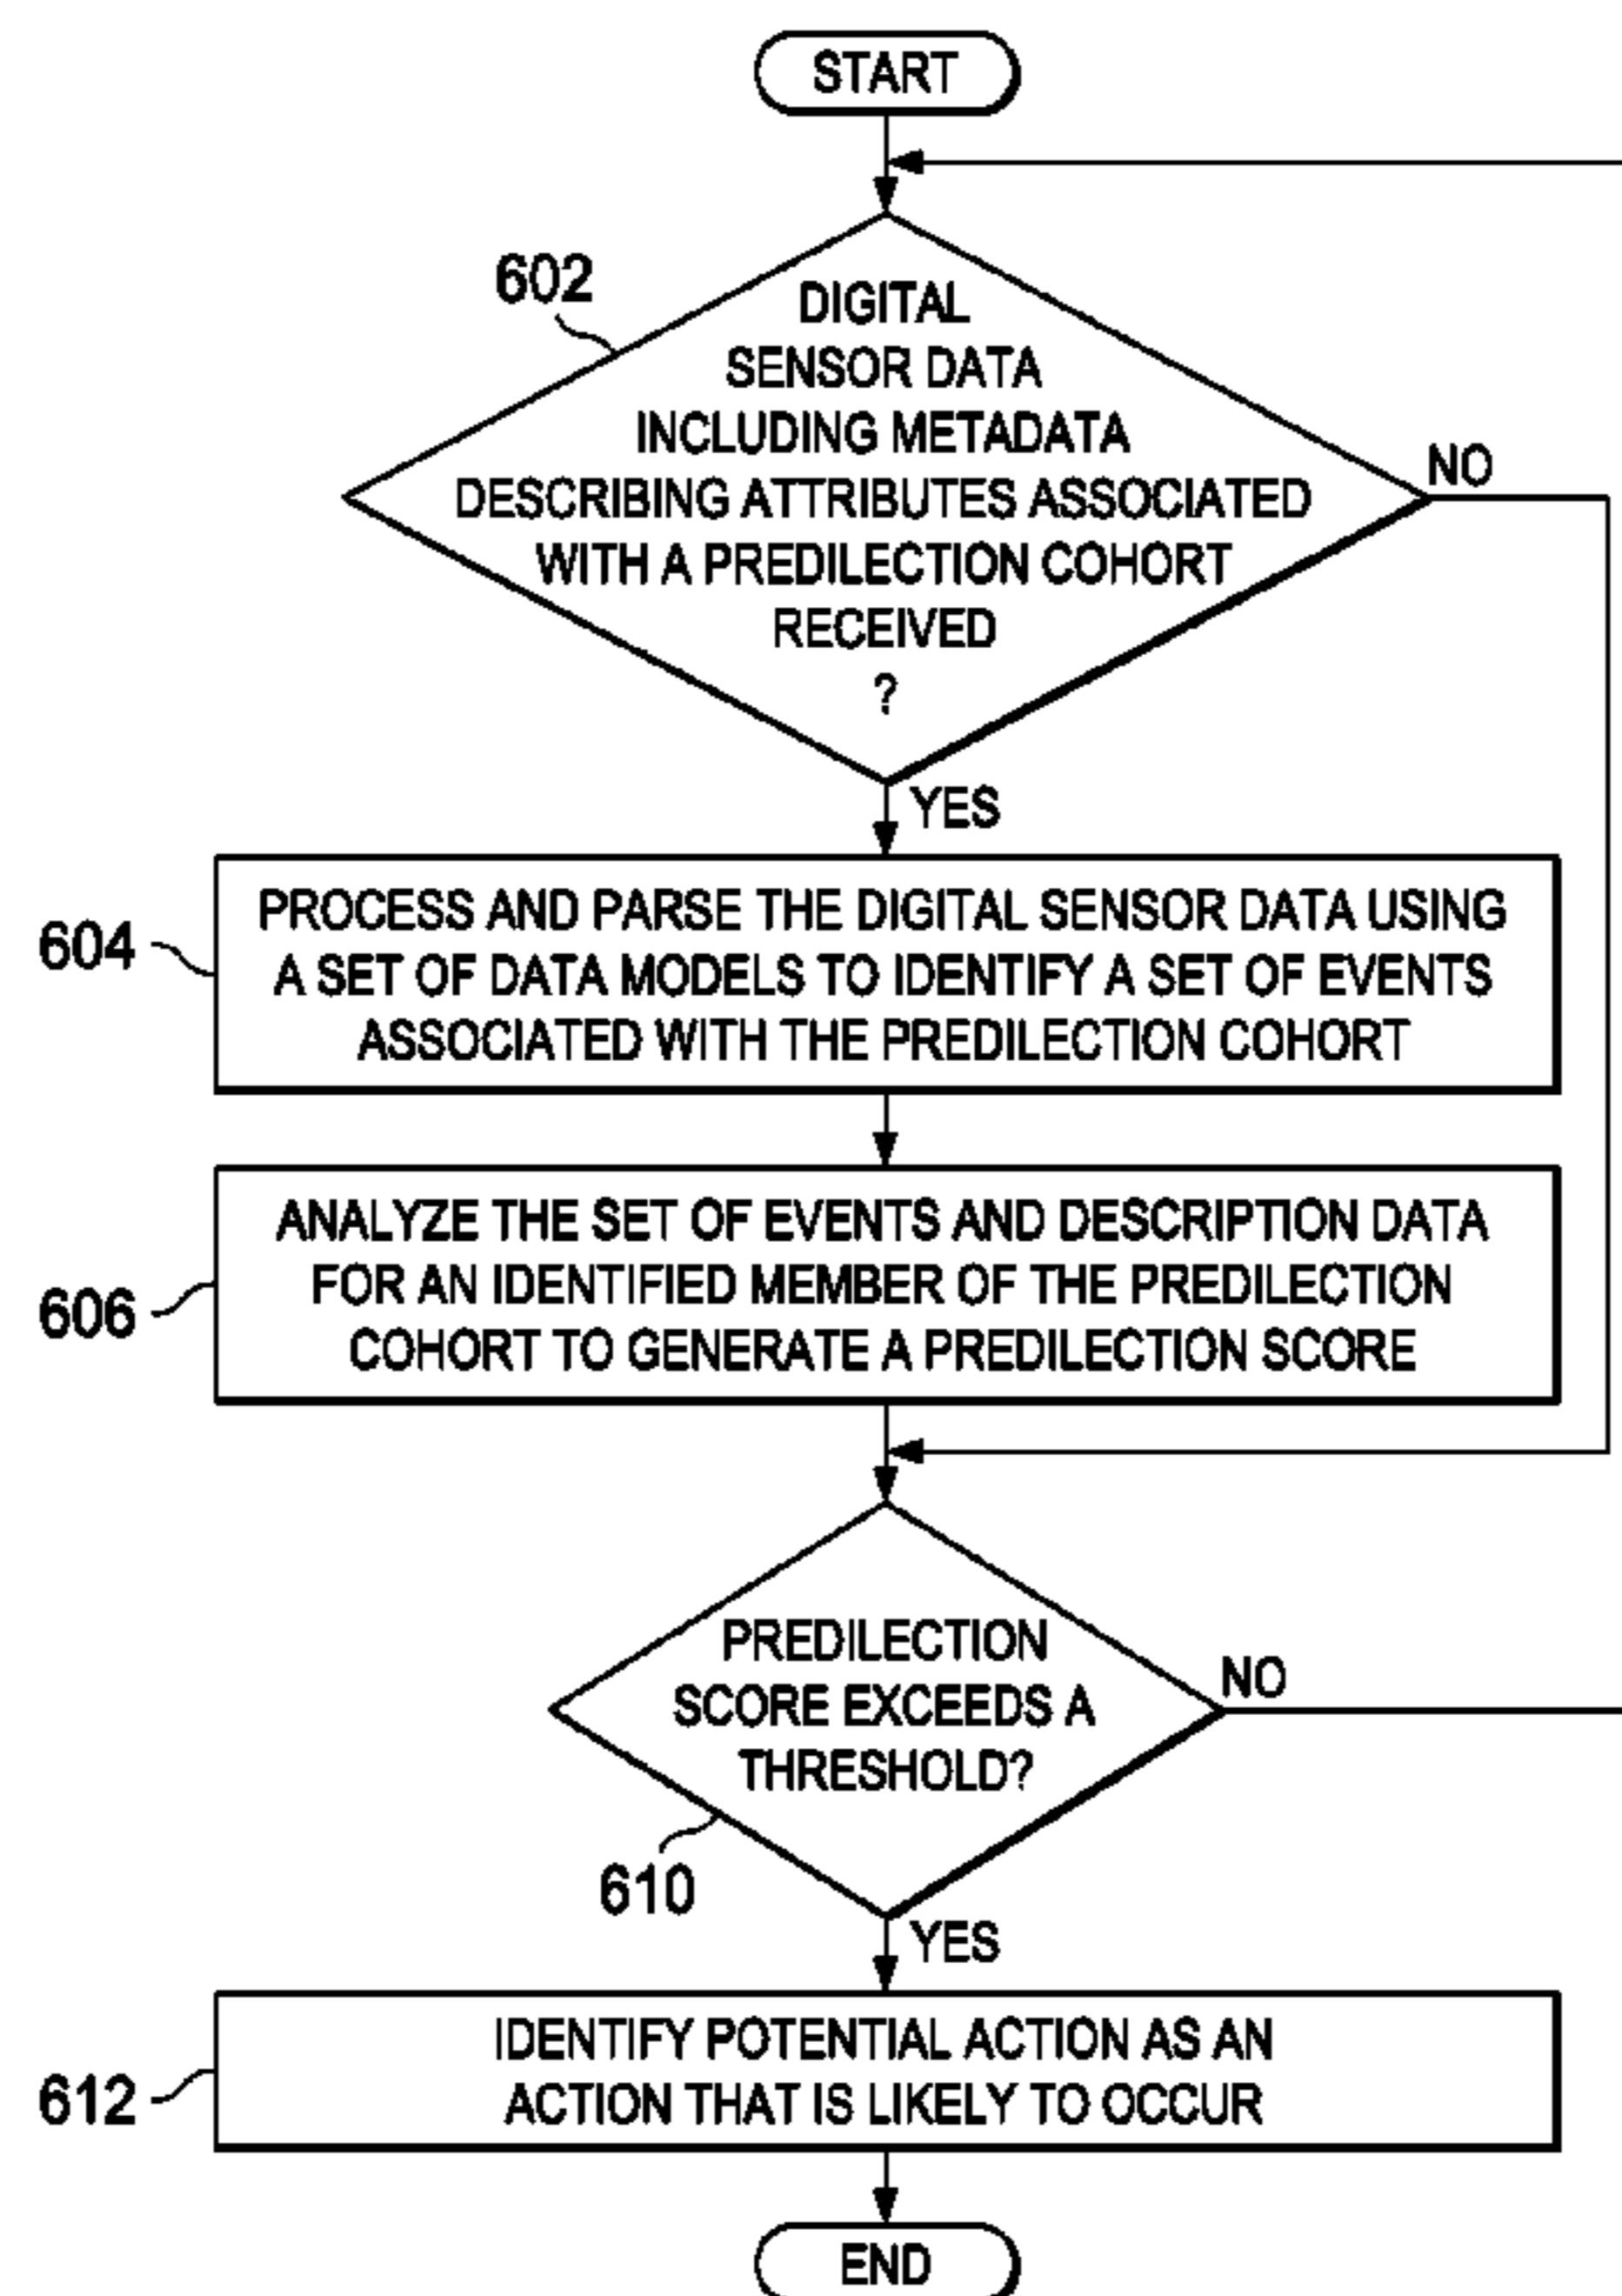 START
602
DIGITAL
SENSOR DATA
INCLUDING METADATA
DESCRIBING ATTRIBUTES ASSOCIATED
WITH A PREDILECTION COHORT
RECEIVED
?
NO
YES
604
PROCESS AND PARSE THE DIGITAL SENSOR DATA USING
A SET OF DATA MODELS TO IDENTIFY A SET OF EVENTS
ASSOCIATED WITH THE PREDILECTION COHORT
606
ANALYZE THE SET OF EVENTS AND DESCRIPTION DATA
FOR AN IDENTIFIED MEMBER OF THE PREDILECTION
COHORT TO GENERATE A PREDILECTION SCORE
PREDILECTION
SCORE EXCEEDS A
THRESHOLD?
NO
610
YES
612
IDENTIFY POTENTIAL ACTION AS AN
ACTION THAT IS LIKELY TO OCCUR
END